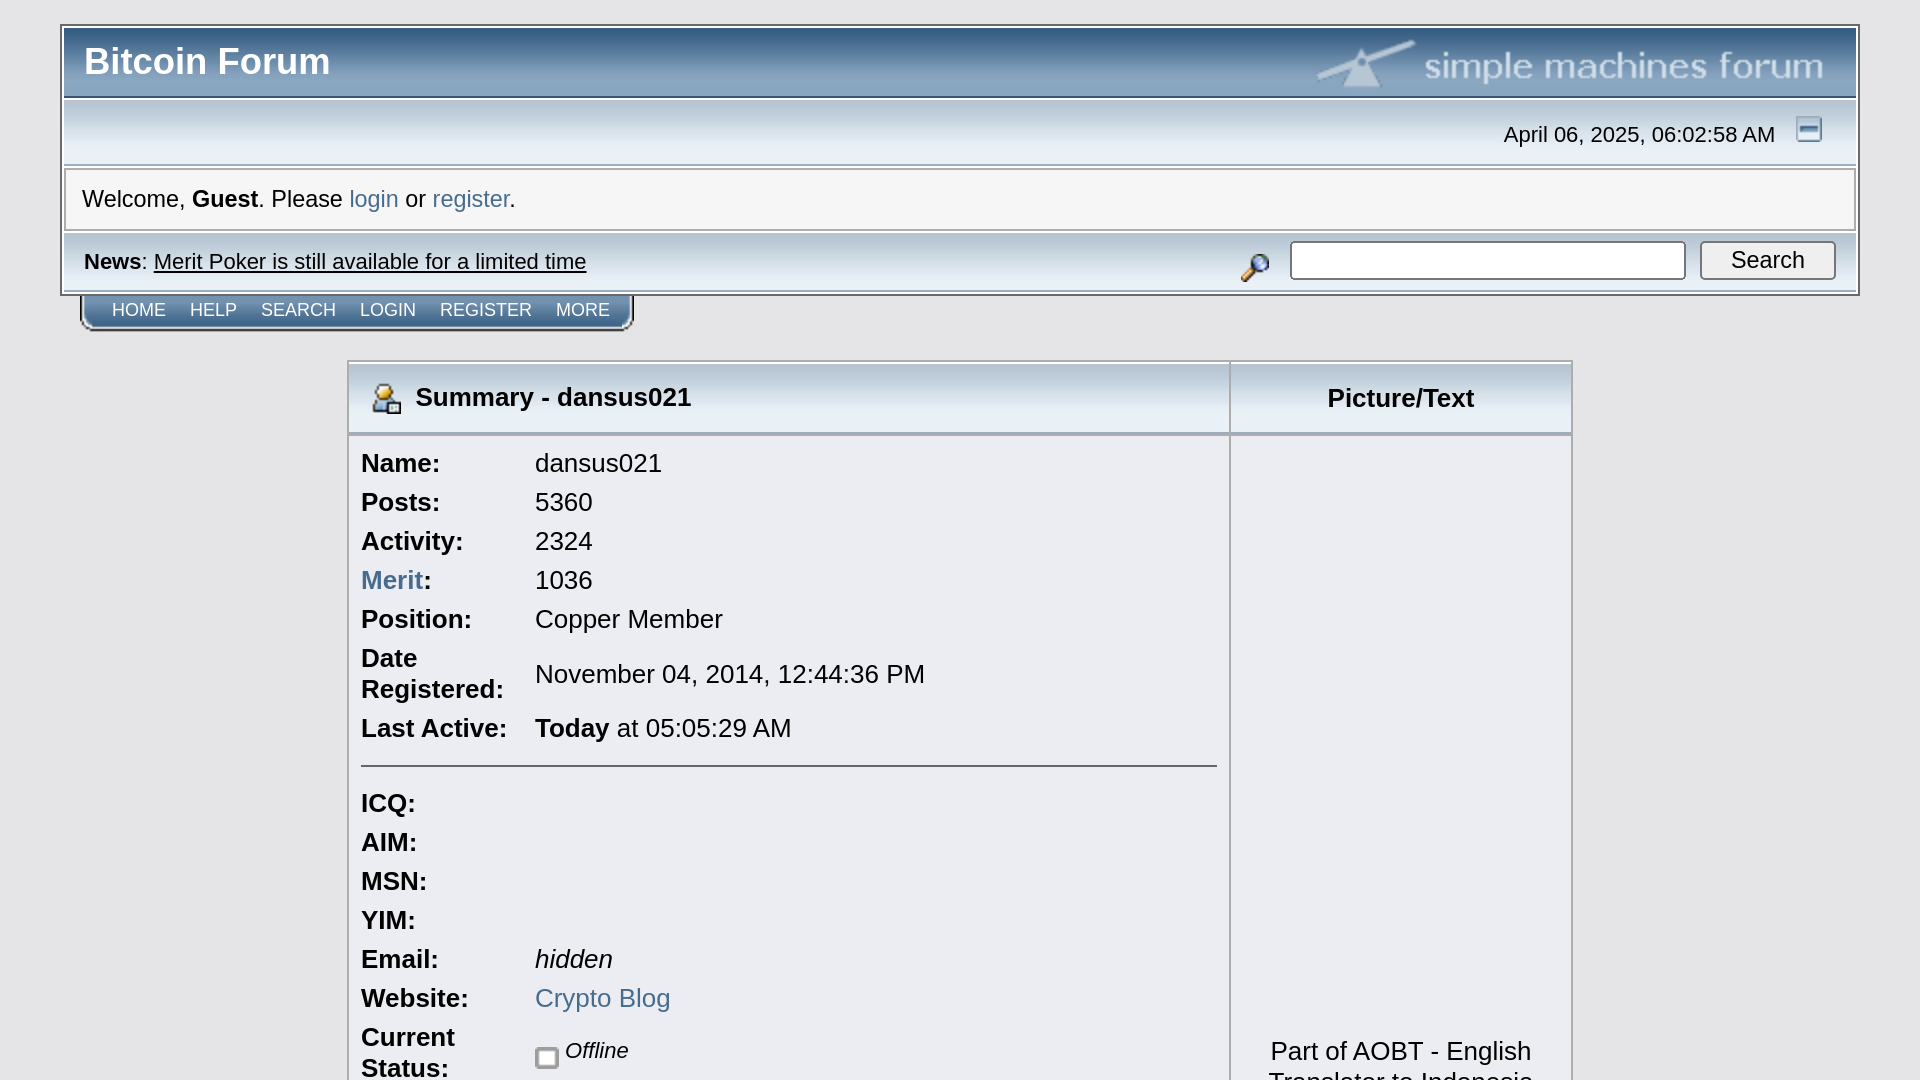 Bitcoin Forum
simple machines forum
April 06, 2025, 06:02:58 AM
Welcome, Guest. Please login or register.
News: Merit Poker is still available for a limited time
Search
HOME HELP SEARCH LOGIN REGISTER MORE
Summary - dansus021
Picture/Text
Name: dansus021
Posts: 5360
Activity: 2324
Merit: 1036
Position: Copper Member
Date
Registered: November 04, 2014, 12:44:36 PM
Last Active: Today at 05:05:29 AM
ICQ:
AIM:
MSN:
YIM:
Email: hidden
Website: Crypto Blog
Current
Status: Offline
Part of AOBT - English
Translator to Indonesia